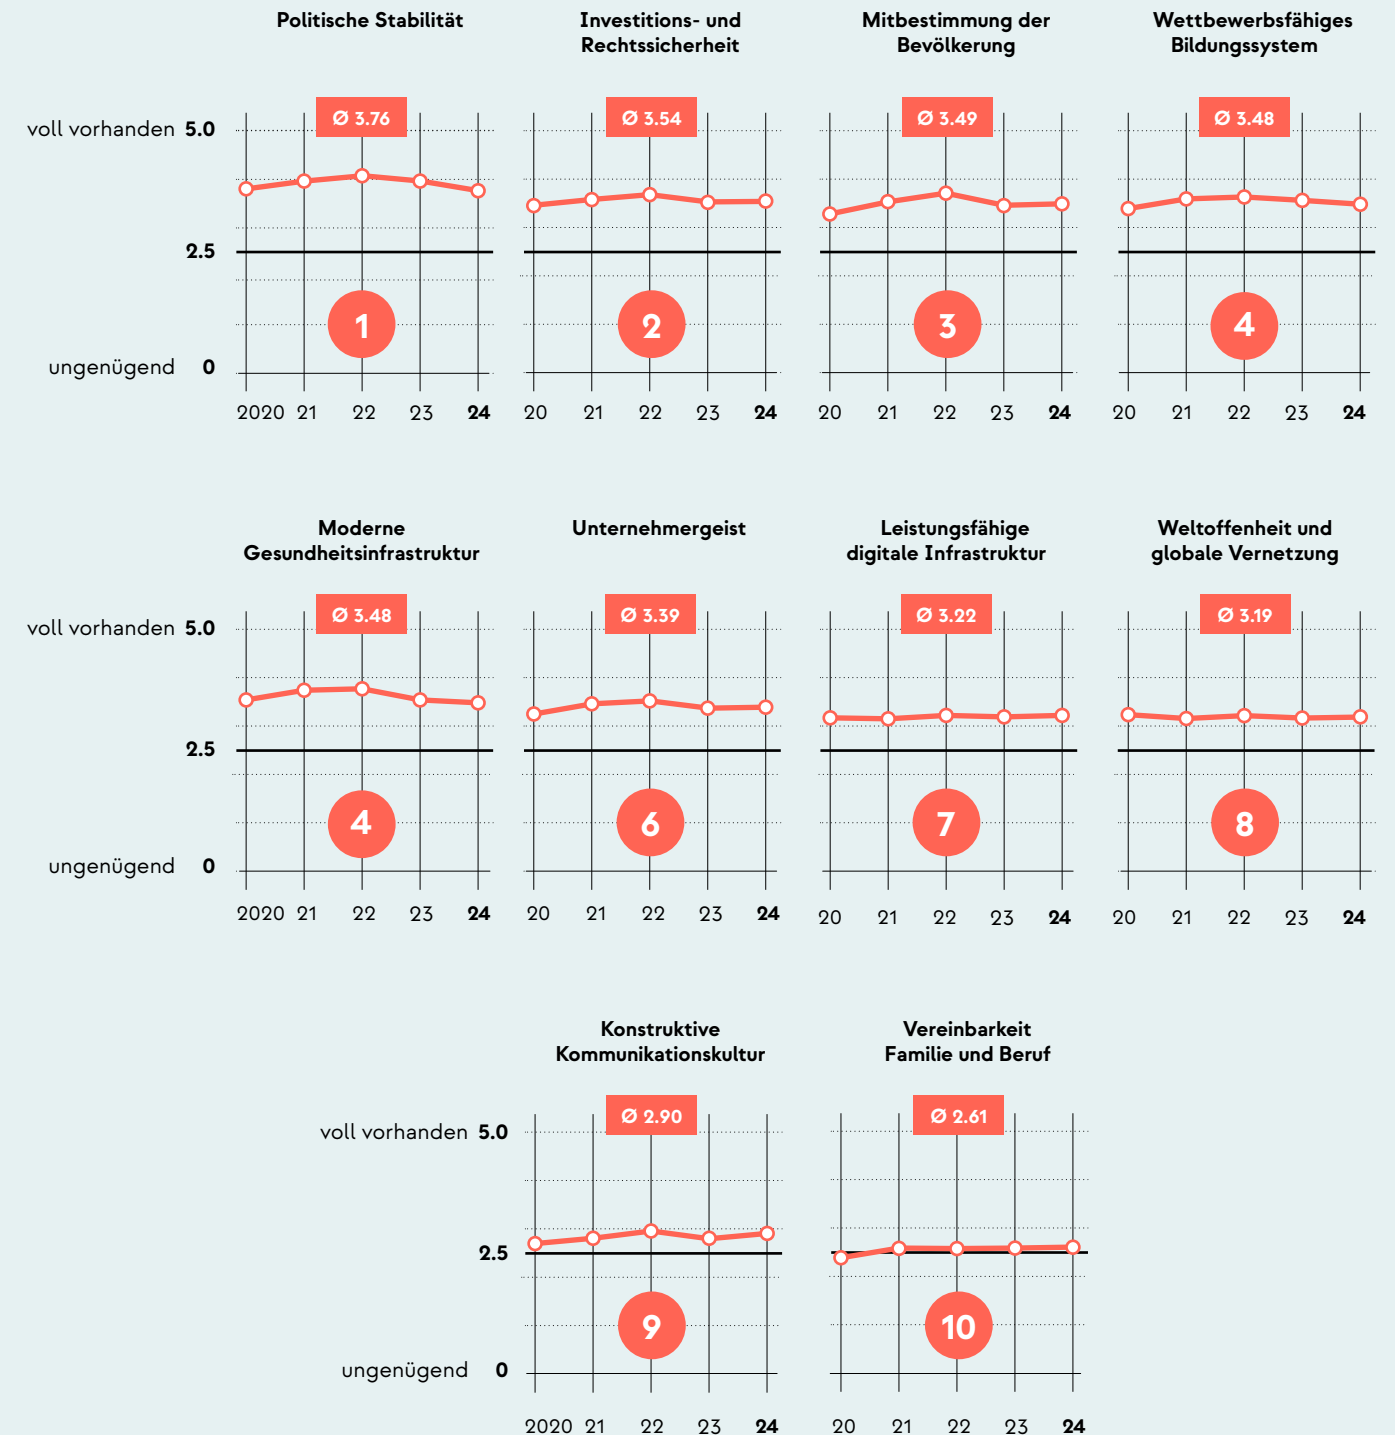 Politische Stabilität
Investitions- und
Rechtssicherheit
Mitbestimmung der
Bevölkerung
Wettbewerbsfähiges
Bildungssystem
voll vorhanden 5.0
Ø 3.76
Ø 3.54
Ø 3.49
Ø 3.48
2.5
1
2
3
4
ungenügend 0
2020 21 22 23 24
20 21 22 23 24
20 21 22 23 24
20 21 22 23 24
Moderne
Gesundheitsinfrastruktur
Unternehmergeist
Leistungsfähige
digitale Infrastruktur
Weltoffenheit und
globale Vernetzung
voll vorhanden 5.0
Ø 3.48
Ø 3.39
Ø 3.22
Ø 3.19
2.5
4
6
7
8
ungenügend 0
2020 21 22 23 24
20 21 22 23 24
20 21 22 23 24
20 21 22 23 24
Konstruktive
Kommunikationskultur
Vereinbarkeit
Familie und Beruf
voll vorhanden 5.0
Ø 2.90
Ø 2.61
2.5
9
10
ungenügend 0
2020 21 22 23 24
20 21 22 23 24